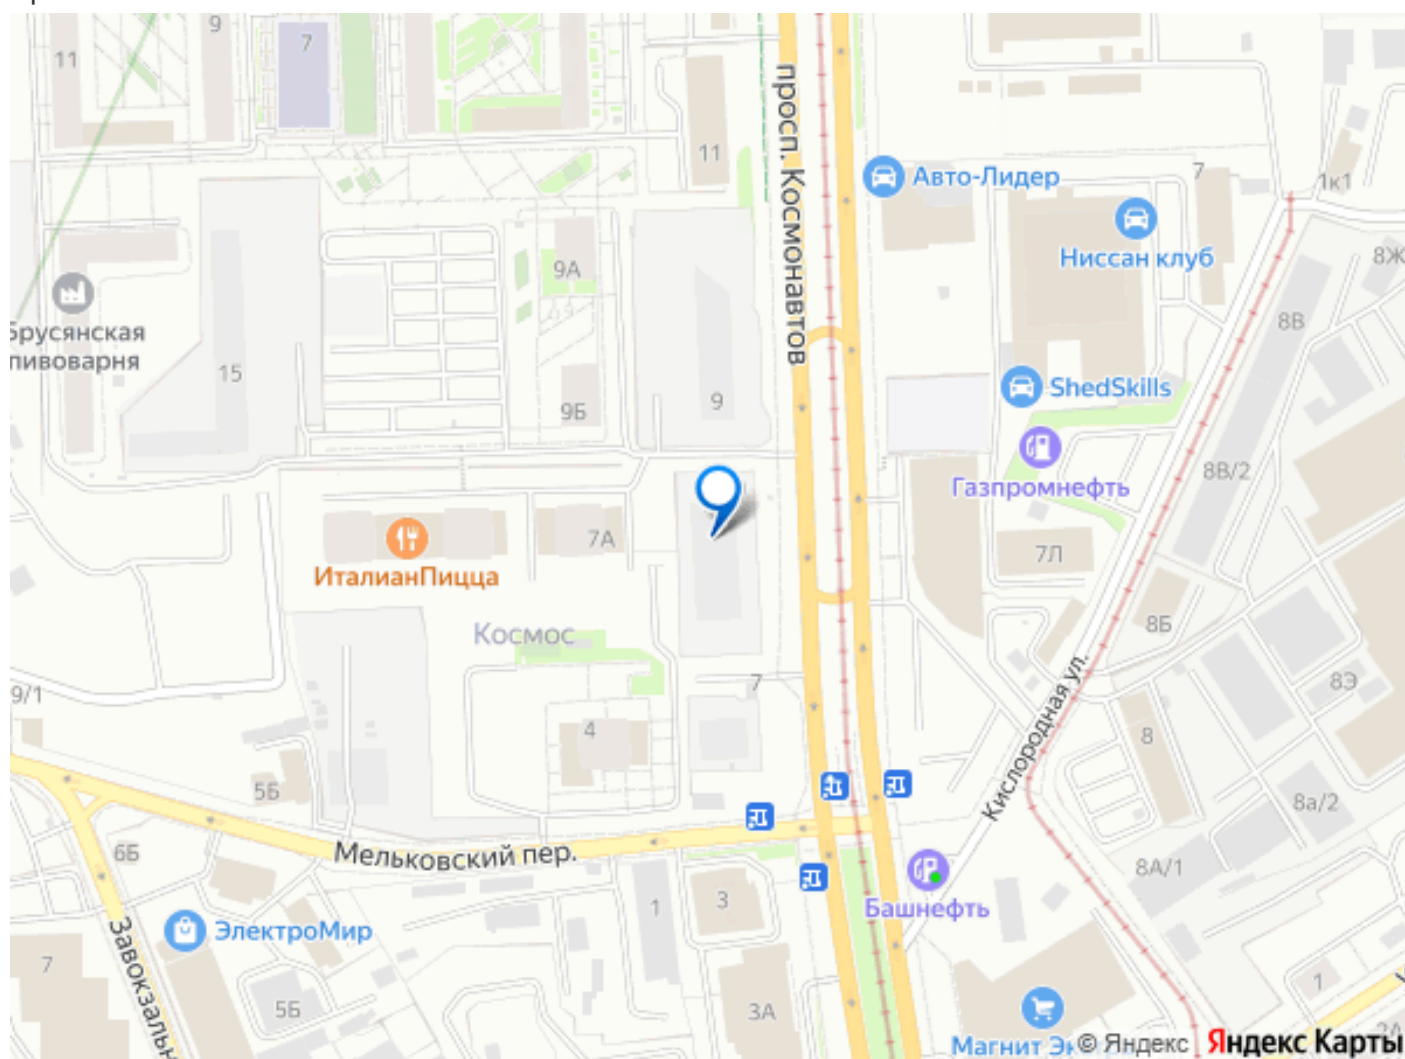 9
7
11
просп. Космонавтов
11
Авто-Лидер
7
1к1
Ниссан клуб
8Ж
9А
Брусянская
пивоварня
15
8В
9
9Б
ShedSkills
Газпромнефть
8В/2
7А
ИталианПицца
7Л
Космос
8Б
9/1
7
8Э
4
8
Кислородная ул.
5Б
8а/2
Мельковский пер.
6Б
8А/1
Башнефть
1
3
ЭлектроМир
7
5Б
3А
1
Магнит
© Яндекс Яндекс Карты